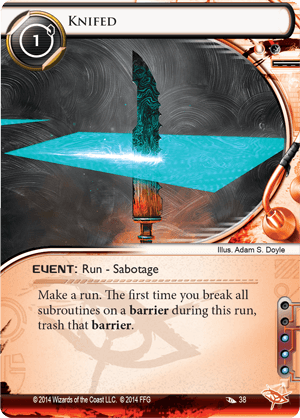 Knifed
1
Illus. Adam S. Doyle
EVENT: Run - Sabotage
Make a run. The first time you break all
subroutines on a barrier during this run,
trash that barrier.
© 2014 Wizards of the Coast LLC. © 2014 FFG
38